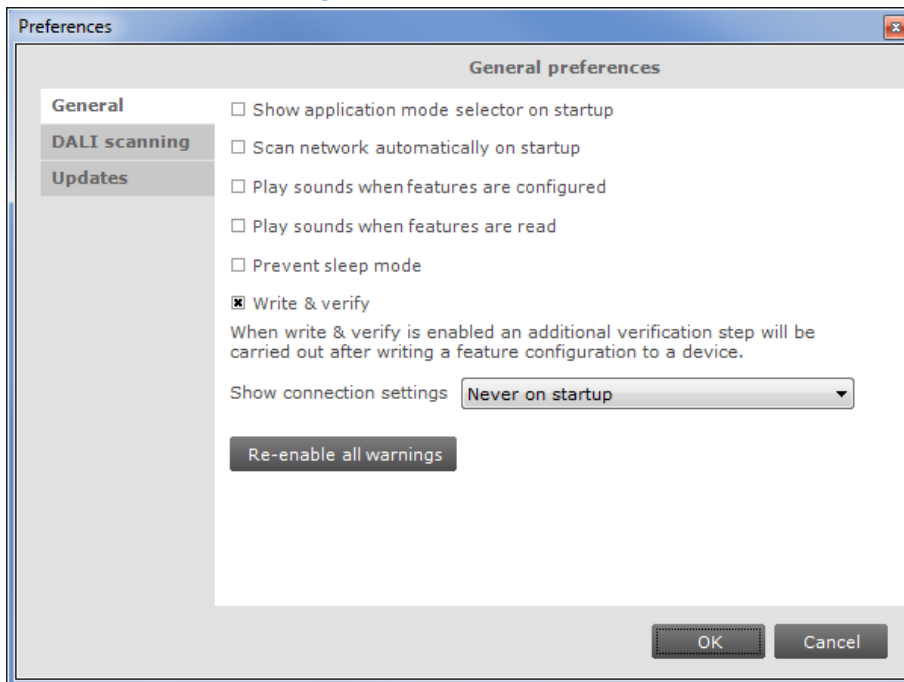 Preferences
General preferences
General
DALI scanning
Updates
Show application mode selector on startup
Scan network automatically on startup
Play sounds when features are configured
Play sounds when features are read
Prevent sleep mode
Write & verify
When write & verify is enabled an additional verification step will be
carried out after writing a feature configuration to a device.
Show connection settings Never on startup
Re-enable all warnings
OK Cancel